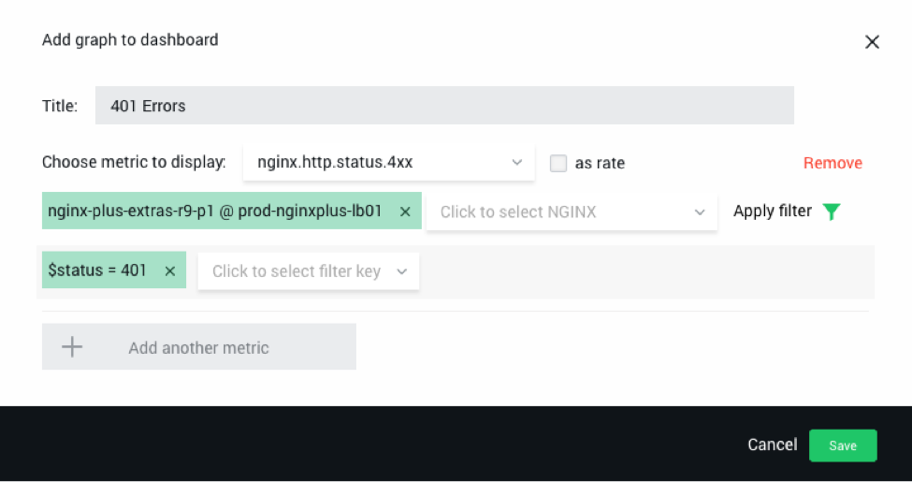 Add graph to dashboard
Title: 401 Errors
Choose metric to display: nginx.http.status.4xx as rate Remove
nginx-plus-extras-r9-p1 @ prod-nginxplus-lb01 × Click to select NGINX Apply filter
$status = 401 × Click to select filter key
+ Add another metric
Cancel Save